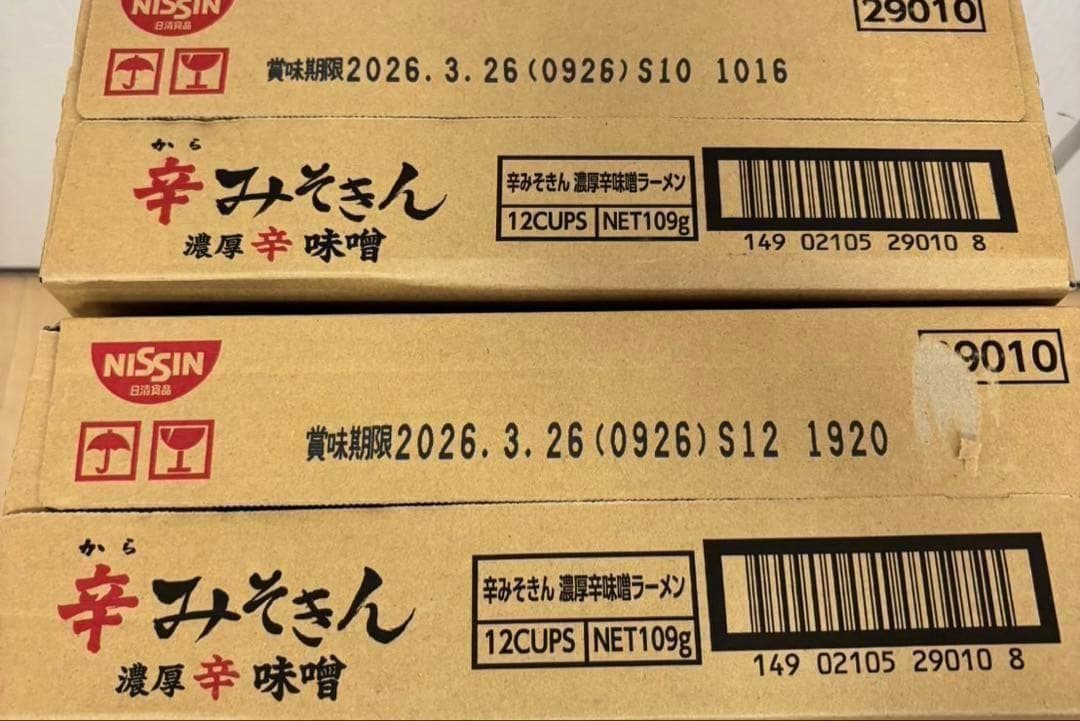 NISSIN
日清食品
29010
賞味期限2026.3.26(0926)S10 1016
から
辛みそきん
濃厚辛味噌
辛みそきん 濃厚辛味噌ラーメン
12CUPS NET109g
149 02105 29010 8
NISSIN
日清食品
9010
賞味期限2026.3.26(0926)S12 1920
から
辛みそきん
濃厚辛味噌
辛みそきん 濃厚辛味噌ラーメン
12CUPS NET109g
149 02105 29010 8